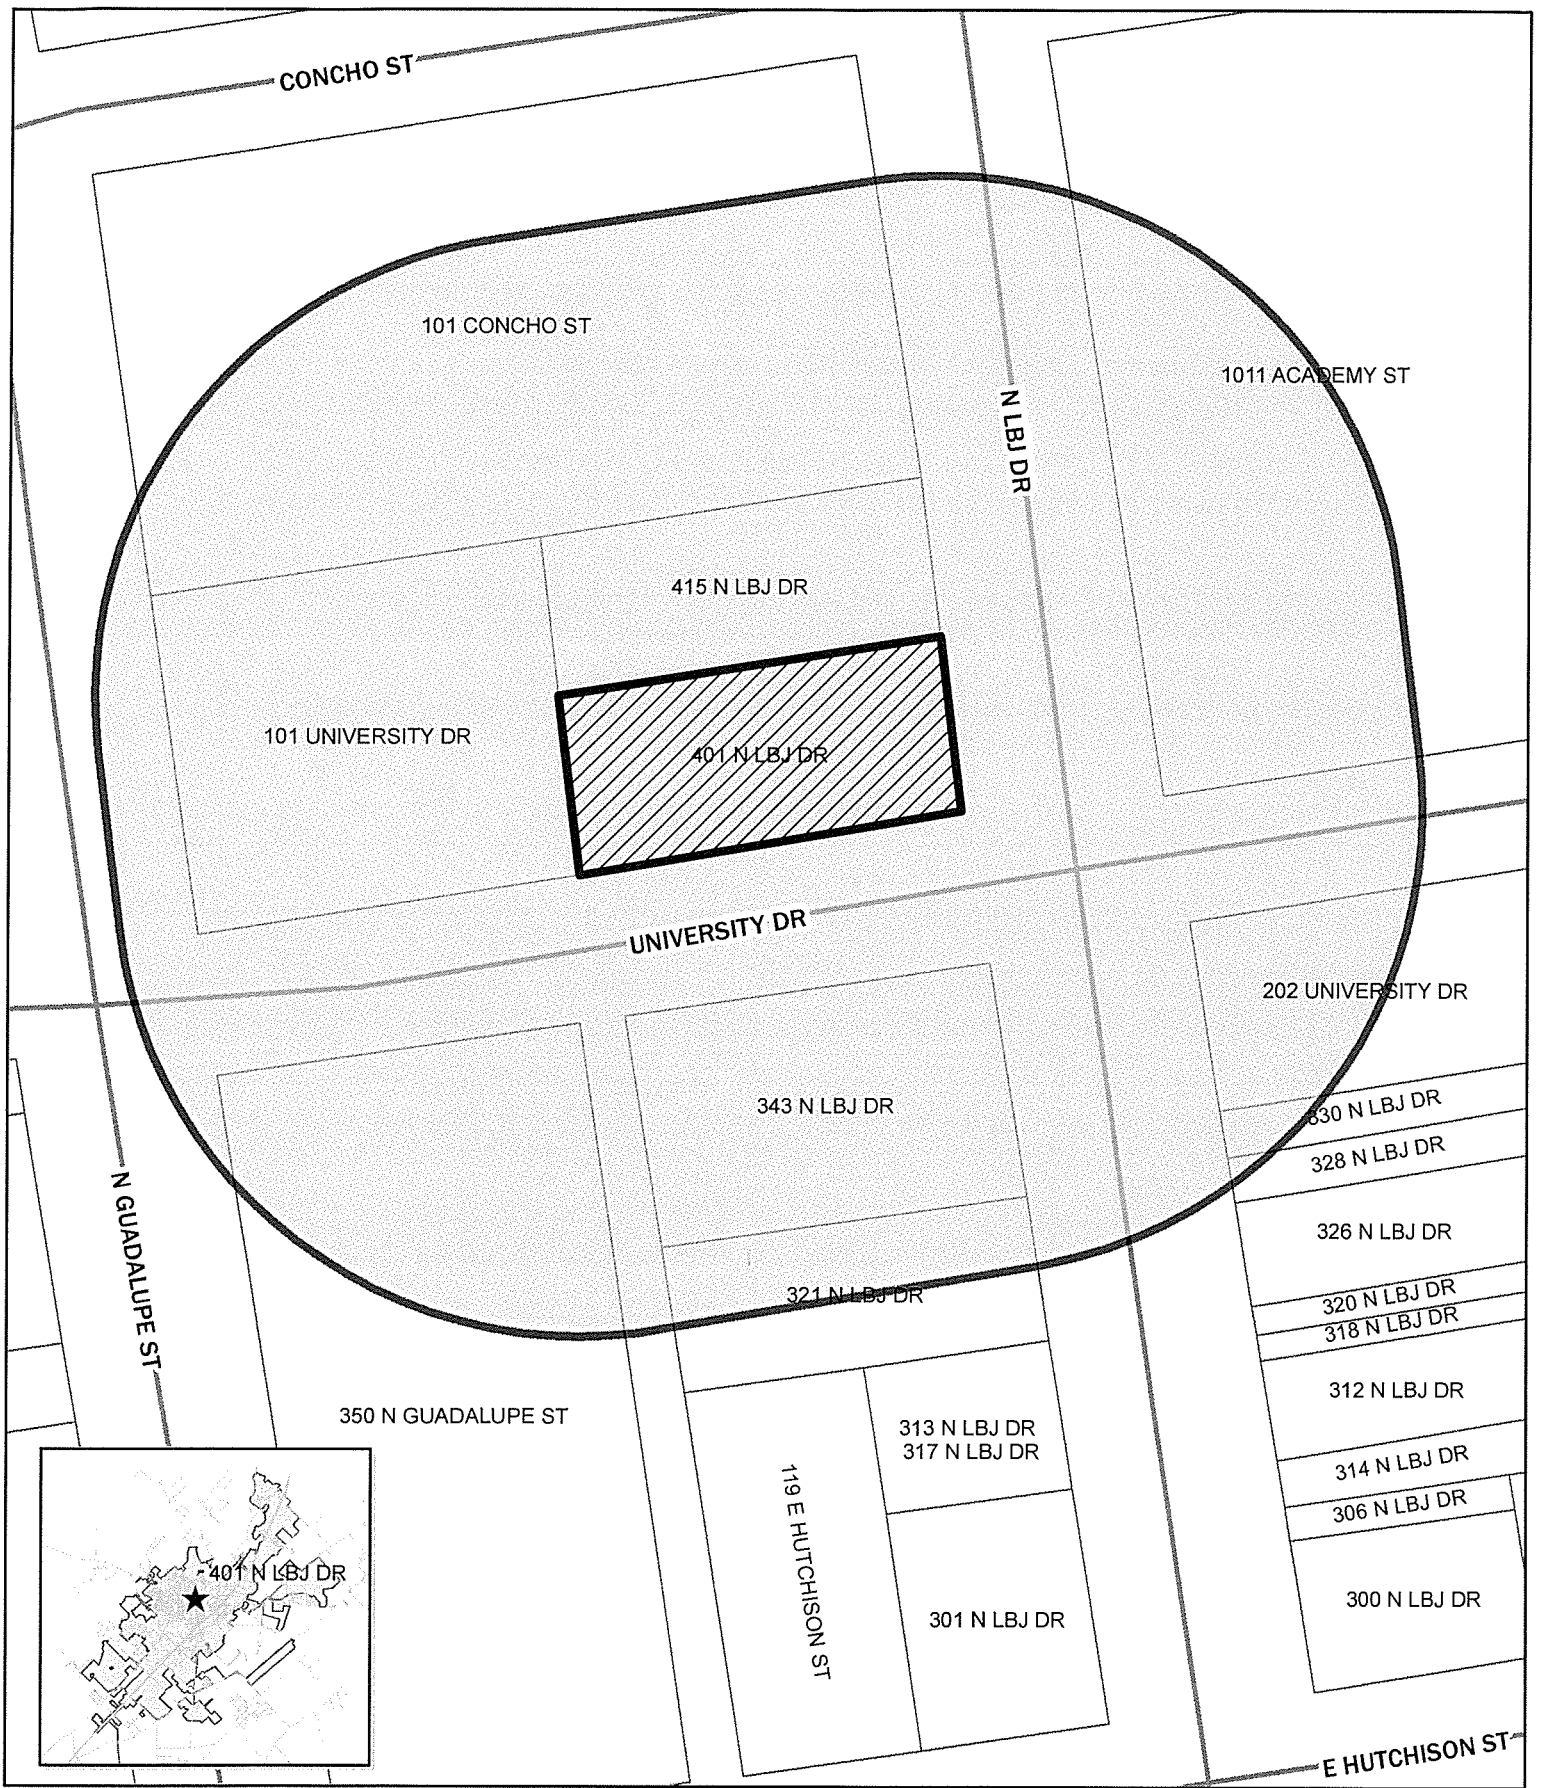 CONCHO ST
101 CONCHO ST
1011 ACADEMY ST
N LBJ DR
415 N LBJ DR
101 UNIVERSITY DR
401 N LBJ DR
UNIVERSITY DR
202 UNIVERSITY DR
343 N LBJ DR
330 N LBJ DR
328 N LBJ DR
N GUADALUPE ST
326 N LBJ DR
321 N LBJ DR
320 N LBJ DR
318 N LBJ DR
312 N LBJ DR
350 N GUADALUPE ST
313 N LBJ DR
317 N LBJ DR
314 N LBJ DR
306 N LBJ DR
119 E HUTCHISON ST
401 N LBJ DR
300 N LBJ DR
301 N LBJ DR
E HUTCHISON ST